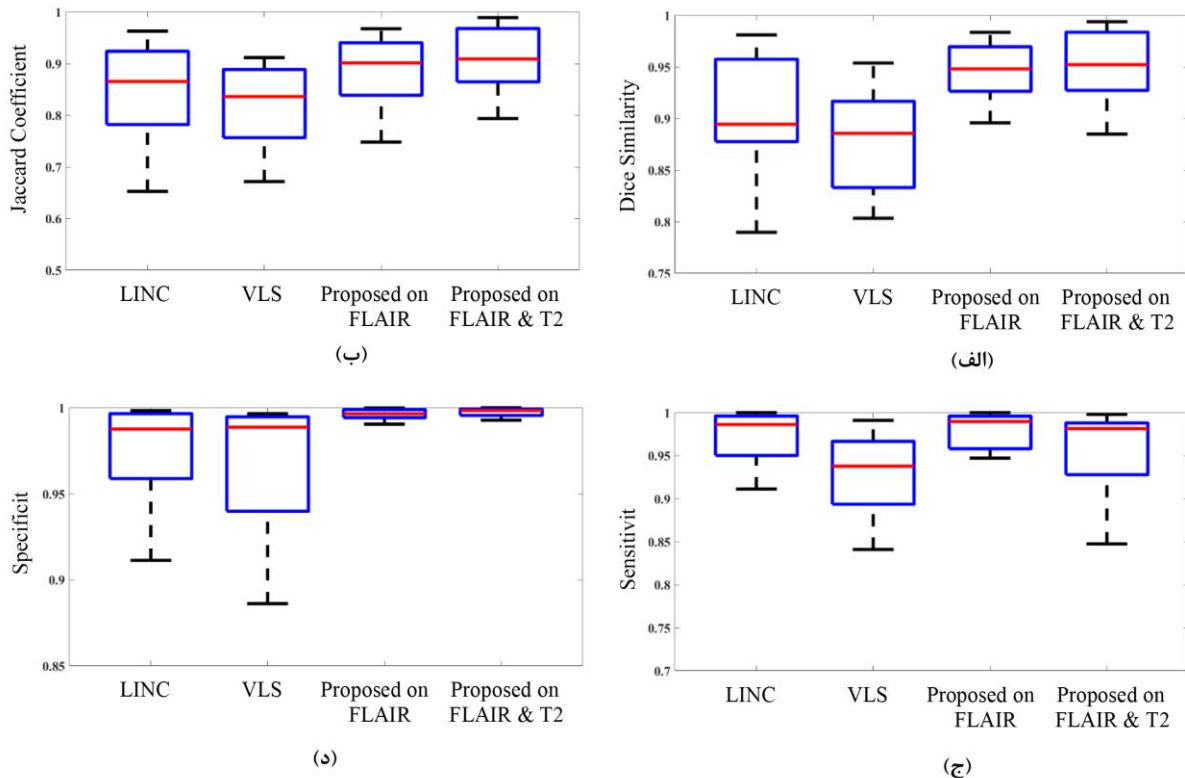 Jaccard Coefficient
1
0.9
0.8
0.7
0.6
0.5
LINC
VLS
Proposed on
FLAIR
Proposed on
FLAIR & T2
(ب)
Dice Similarity
1
0.95
0.9
0.85
0.8
0.75
LINC
VLS
Proposed on
FLAIR
Proposed on
FLAIR & T2
(الف)
Specificit
1
0.95
0.9
0.85
LINC
VLS
Proposed on
FLAIR
Proposed on
FLAIR & T2
(د)
Sensitivit
1
0.95
0.9
0.85
0.8
0.75
0.7
LINC
VLS
Proposed on
FLAIR
Proposed on
FLAIR & T2
(ج)